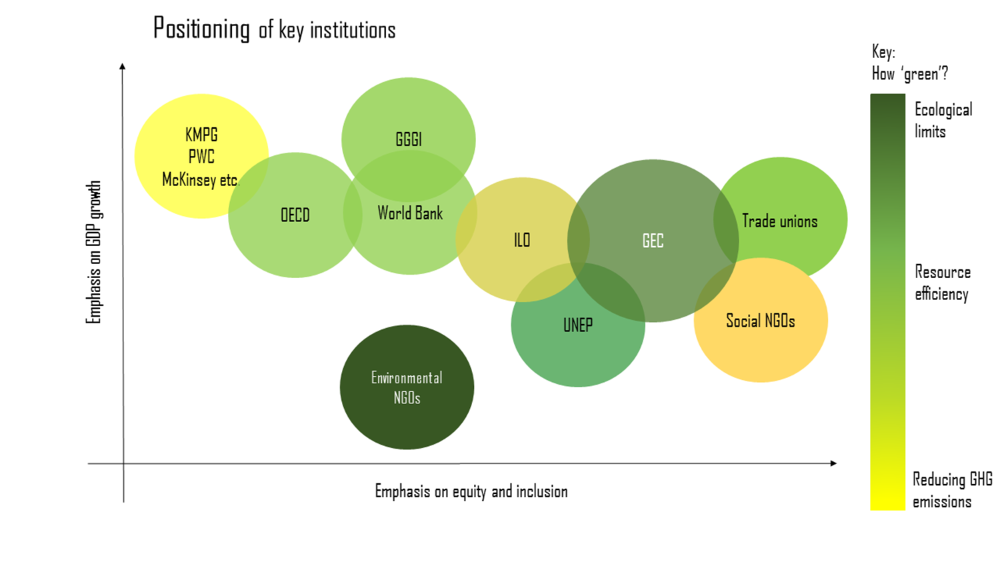 Positioning of key institutions
Key:
How ‘green’?
Ecological
limits
Resource
efficiency
Reducing GHG
emissions
Emphasis on GDP growth
KMPG
PWC
McKinsey etc.
OECD
GGGI
World Bank
ILO
GEC
Trade unions
UNEP
Social NGOs
Environmental
NGOs
Emphasis on equity and inclusion